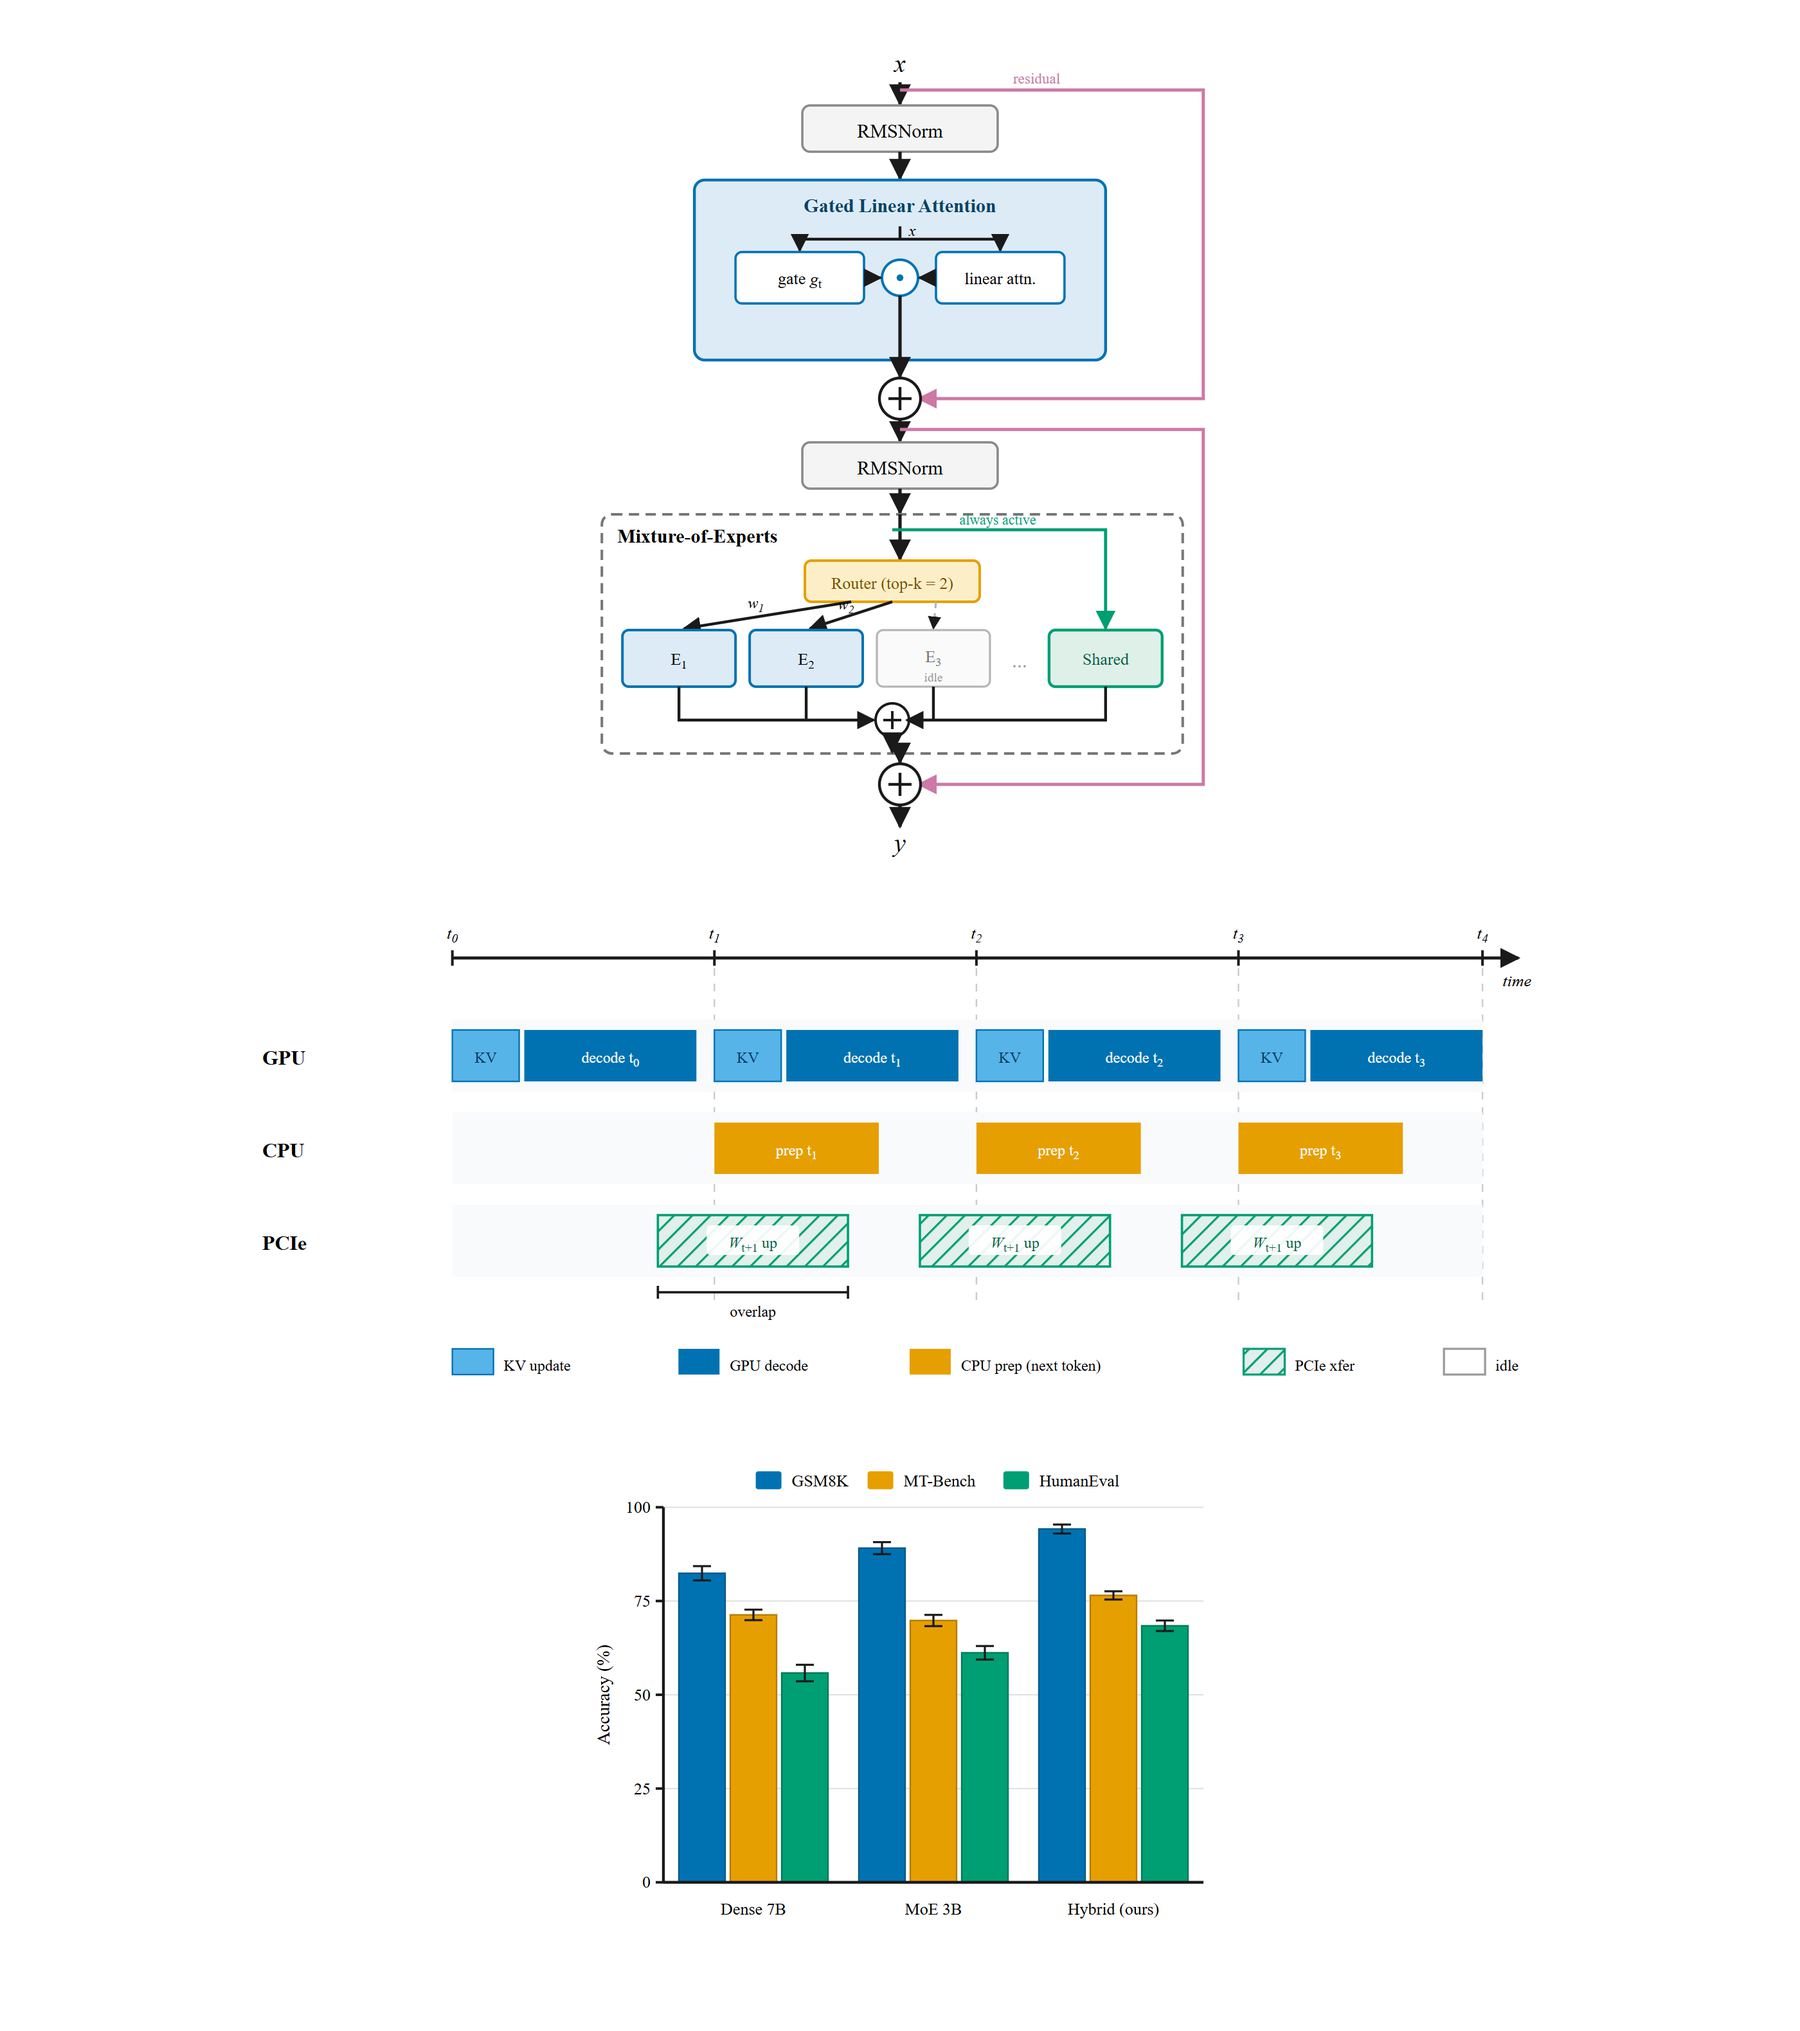 x
residual
RMSNorm
Gated Linear Attention
x
gate gt
linear attn.
RMSNorm
always active
Mixture-of-Experts
Router (top-k = 2)
w1
w2
E1
E2
E3
idle
...
Shared
y
t0 t1 t2 t3 t4
time
GPU
KV decode t0 KV decode t1 KV decode t2 KV decode t3
CPU
prep t1 prep t2 prep t3
PCIe
Wt+1 up Wt+1 up Wt+1 up
overlap
KV update GPU decode CPU prep (next token) PCIe xfer idle
GSM8K MT-Bench HumanEval
100
75
50
25
0
Accuracy (%)
Dense 7B MoE 3B Hybrid (ours)